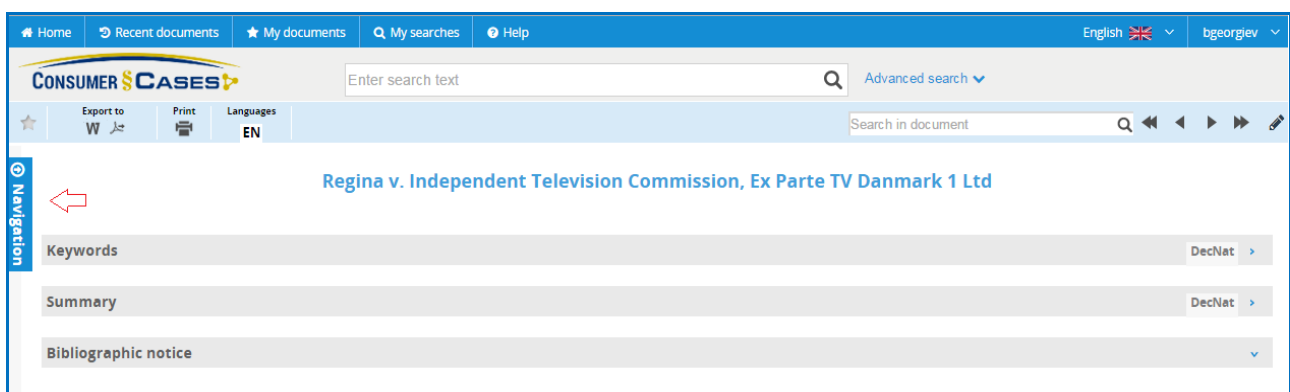 Home Recent documents My documents My searches Help English bgeorgiev
CONSUMER § CASES Enter search text Advanced search
Export to Print Languages
W EN Search in document
Navigation
Regina v. Independent Television Commission, Ex Parte TV Danmark 1 Ltd
Keywords DecNat
Summary DecNat
Bibliographic notice